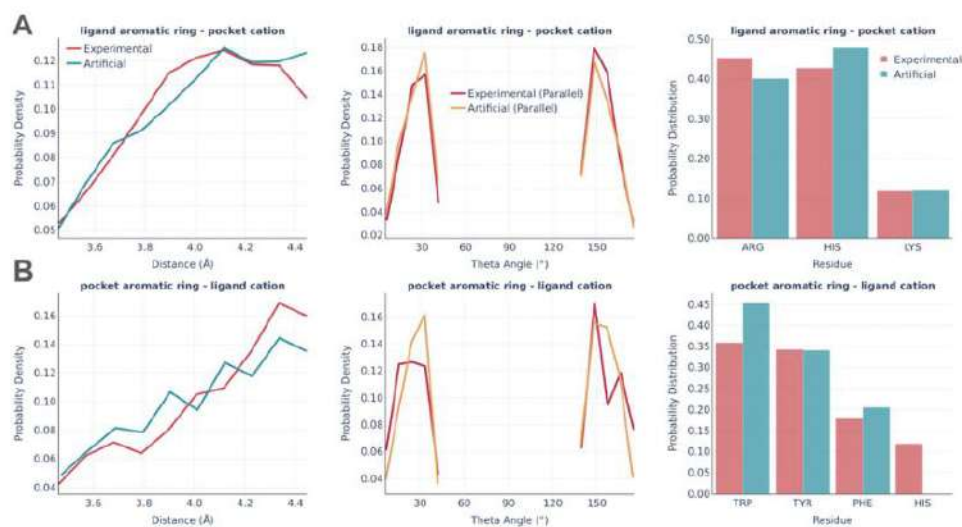 A
ligand aromatic ring - pocket cation
Experimental
Artificial
Probability Density
0.12
0.11
0.10
0.09
0.08
0.07
0.06
0.05
3.6
3.8
4.0
4.2
4.4
Distance (Å)
ligand aromatic ring - pocket cation
Experimental (Parallel)
Artificial (Parallel)
Probability Density
0.18
0.16
0.14
0.12
0.10
0.08
0.06
0.04
0.02
30
60
90
120
150
Theta Angle (°)
ligand aromatic ring - pocket cation
Experimental
Artificial
Probability Distribution
0.50
0.40
0.30
0.20
0.10
0.00
ARG
HIS
LYS
Residue
B
pocket aromatic ring - ligand cation
Probability Density
0.16
0.14
0.12
0.10
0.08
0.06
0.04
3.6
3.8
4.0
4.2
4.4
Distance (Å)
pocket aromatic ring - ligand cation
Probability Density
0.16
0.14
0.12
0.10
0.08
0.06
0.04
30
60
90
120
150
Theta Angle (°)
pocket aromatic ring - ligand cation
Probability Distribution
0.45
0.40
0.35
0.30
0.25
0.20
0.15
0.10
0.05
0.00
TRP
TYR
PHE
HIS
Residue